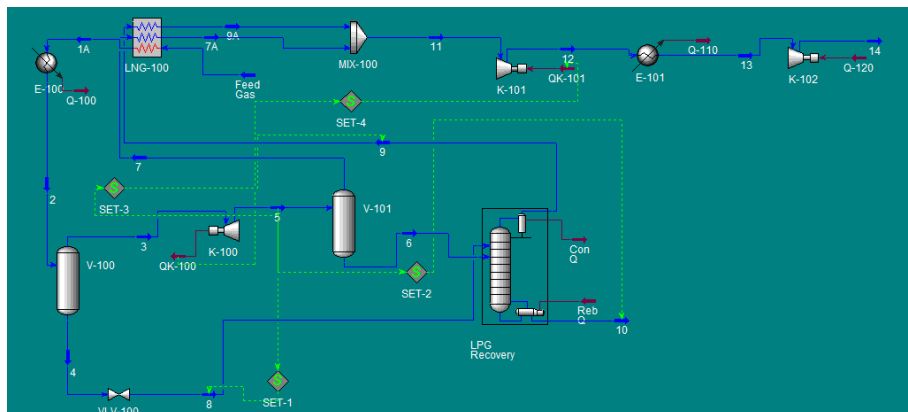 1A
9A
7A
LNG-100
MIX-100
11
12
QK-101
K-101
Q-110
E-101
13
14
K-102
Q-120
E-100
Q-100
Feed
Gas
SET-4
9
7
2
SET-3
V-101
5
3
QK-100
K-100
6
V-100
SET-2
Con
Q
Reb
Q
10
LPG
Recovery
4
8
SET-1
VLV-100